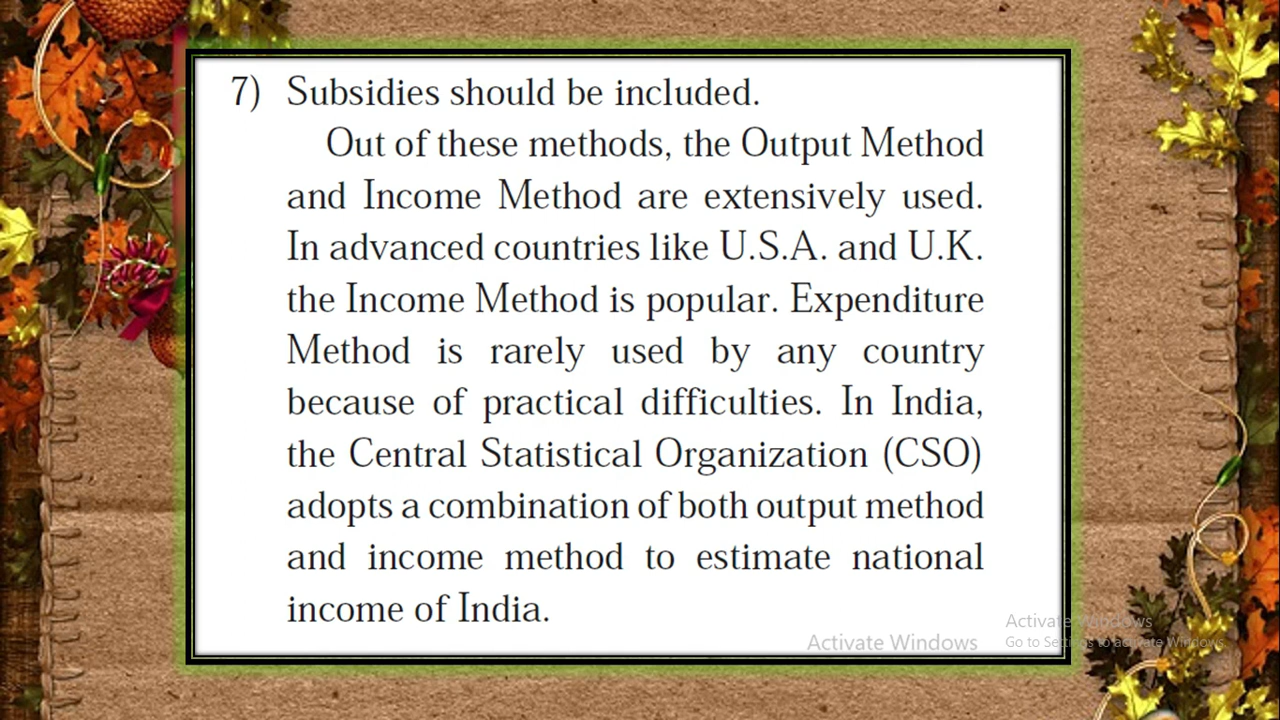 7) Subsidies should be included.
Out of these methods, the Output Method
and Income Method are extensively used.
In advanced countries like U.S.A. and U.K.
the Income Method is popular. Expenditure
Method is rarely used by any country
because of practical difficulties. In India,
the Central Statistical Organization (CSO)
adopts a combination of both output method
and income method to estimate national
income of India.
Activate Windows
Activate Windows
Go to Settings to activate Windows.